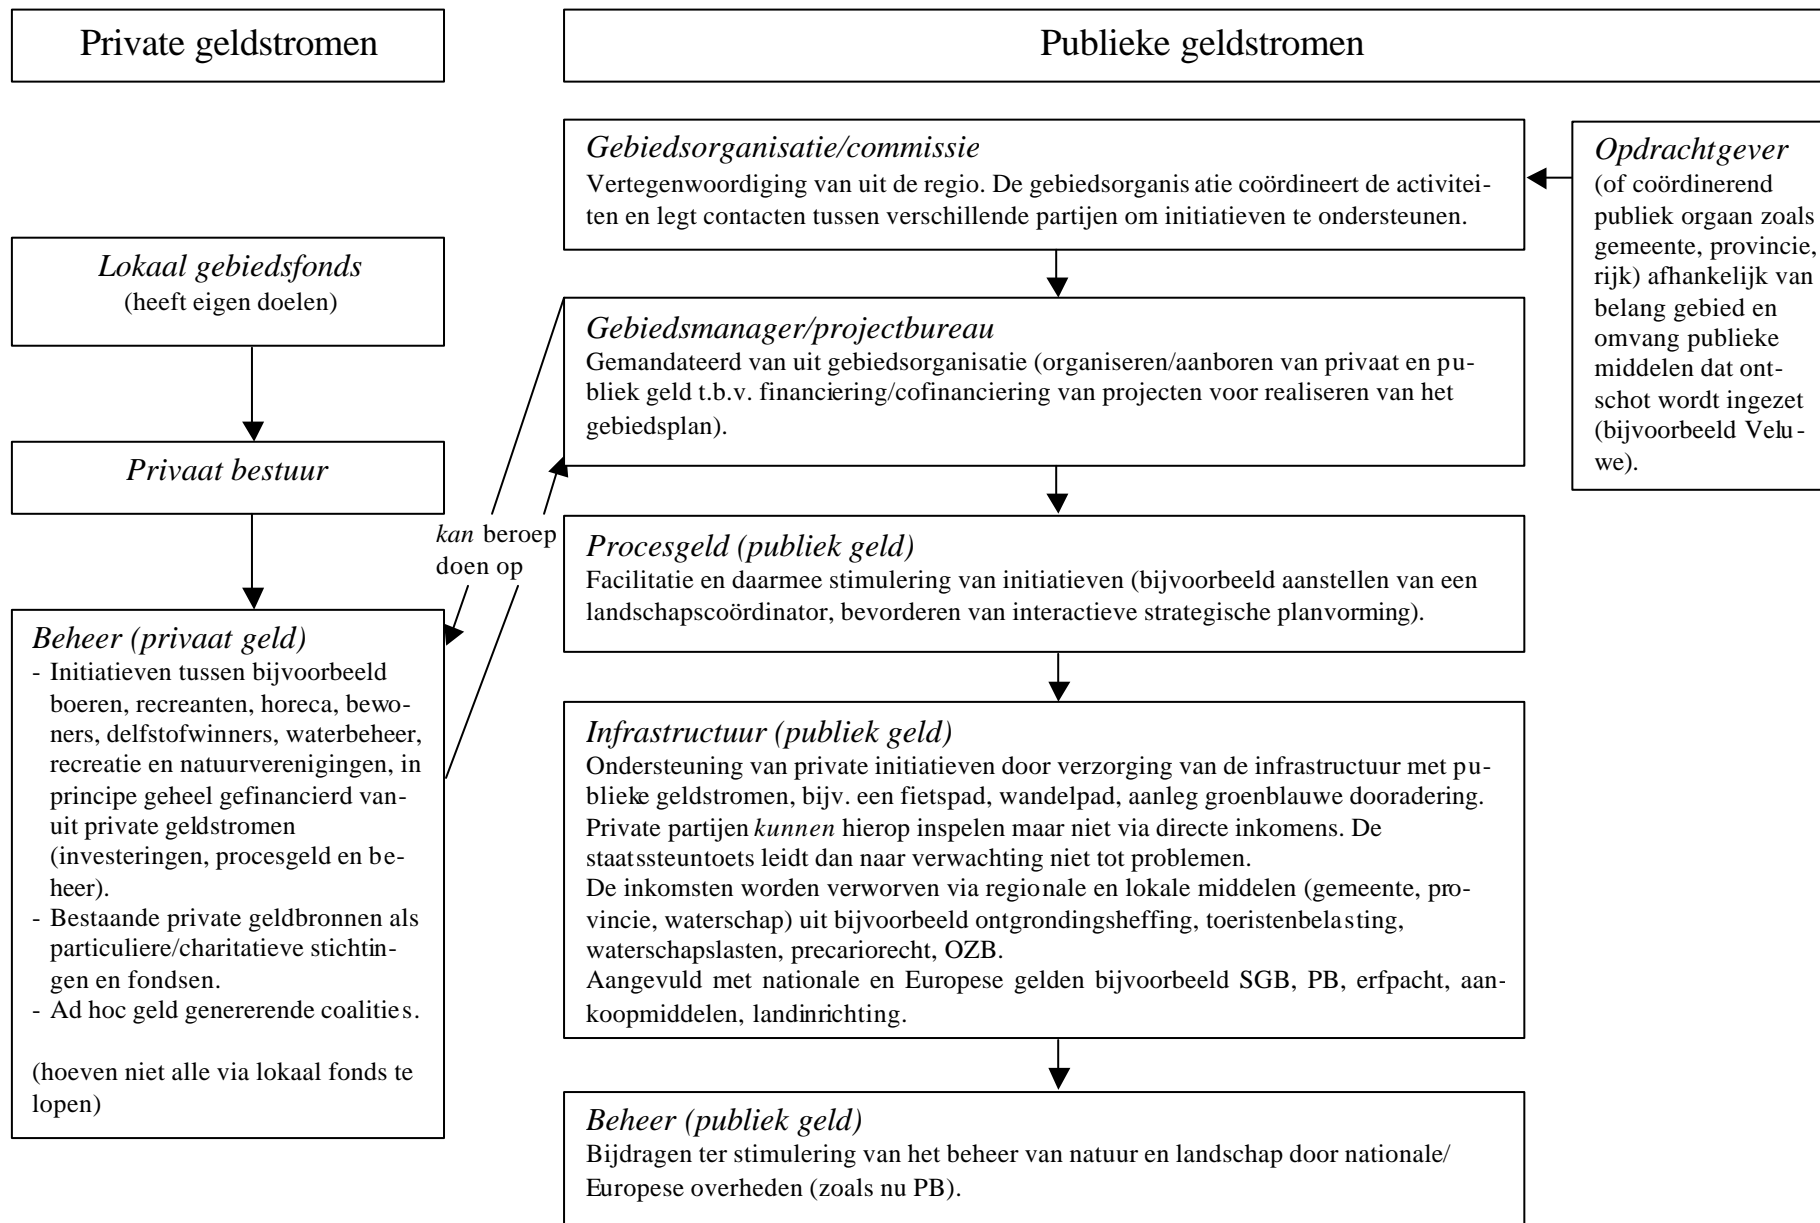 Private geldstromen
Publieke geldstromen
Lokaal gebiedsfonds
(heeft eigen doelen)
Privaat bestuur
Beheer (privaat geld)
- Initiatieven tussen bijvoorbeeld
boeren, recreanten, horeca, bewo-
ners, delfstofwinners, waterbeheer,
recreatie en natuurverenigingen, in
principe geheel gefinancierd van-
uit private geldstromen
(investeringen, procesgeld en be-
heer).
- Bestaande private geldbronnen als
particuliere/charitatieve stichtin-
gen en fondsen.
- Ad hoc geld genererende coalities.
(hoeven niet alle via lokaal fonds te
lopen)
kan beroep
doen op
Gebiedsorganisatie/commissie
Vertegenwoordiging van uit de regio. De gebiedsorganis atie coördineert de activitei-
ten en legt contacten tussen verschillende partijen om initiatieven te ondersteunen.
Gebiedsmanager/projectbureau
Gemandateerd van uit gebiedsorganisatie (organiseren/aanboren van privaat en pu-
bliek geld t.b.v. financiering/cofinanciering van projecten voor realiseren van het
gebiedsplan).
Procesgeld (publiek geld)
Facilitatie en daarmee stimulering van initiatieven (bijvoorbeeld aanstellen van een
landschapscoördinator, bevorderen van interactieve strategische planvorming).
Infrastructuur (publiek geld)
Ondersteuning van private initiatieven door verzorging van de infrastructuur met pu-
blieke geldstromen, bijv. een fietspad, wandelpad, aanleg groenblauwe dooradering.
Private partijen kunnen hierop inspelen maar niet via directe inkomens. De
staatssteuntoets leidt dan naar verwachting niet tot problemen.
De inkomsten worden verworven via regionale en lokale middelen (gemeente, pro-
vincie, waterschap) uit bijvoorbeeld ontgrondingsheffing, toeristenbelasting,
waterschapslasten, precariorecht, OZB.
Aangevuld met nationale en Europese gelden bijvoorbeeld SGB, PB, erfpacht, aan-
koopmiddelen, landinrichting.
Beheer (publiek geld)
Bijdragen ter stimulering van het beheer van natuur en landschap door nationale/
Europese overheden (zoals nu PB).
Opdrachtgever
(of coördinerend
publiek orgaan zoals
gemeente, provincie,
rijk) afhankelijk van
belang gebied en
omvang publieke
middelen dat ont-
schot wordt ingezet
(bijvoorbeeld Velu-
we).